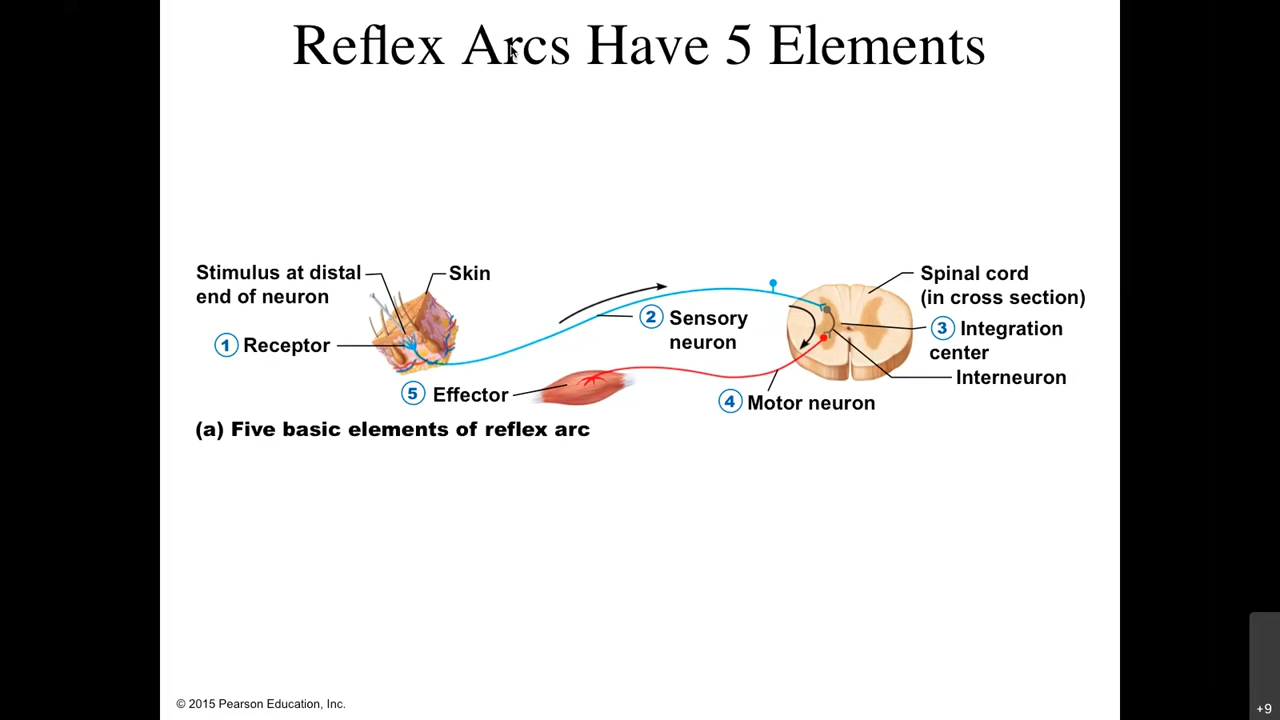 Reflex Arcs Have 5 Elements
Stimulus at distal
end of neuron
Skin
1 Receptor
2 Sensory
neuron
Spinal cord
(in cross section)
3 Integration
center
Interneuron
4 Motor neuron
5 Effector
(a) Five basic elements of reflex arc
© 2015 Pearson Education, Inc.
+9